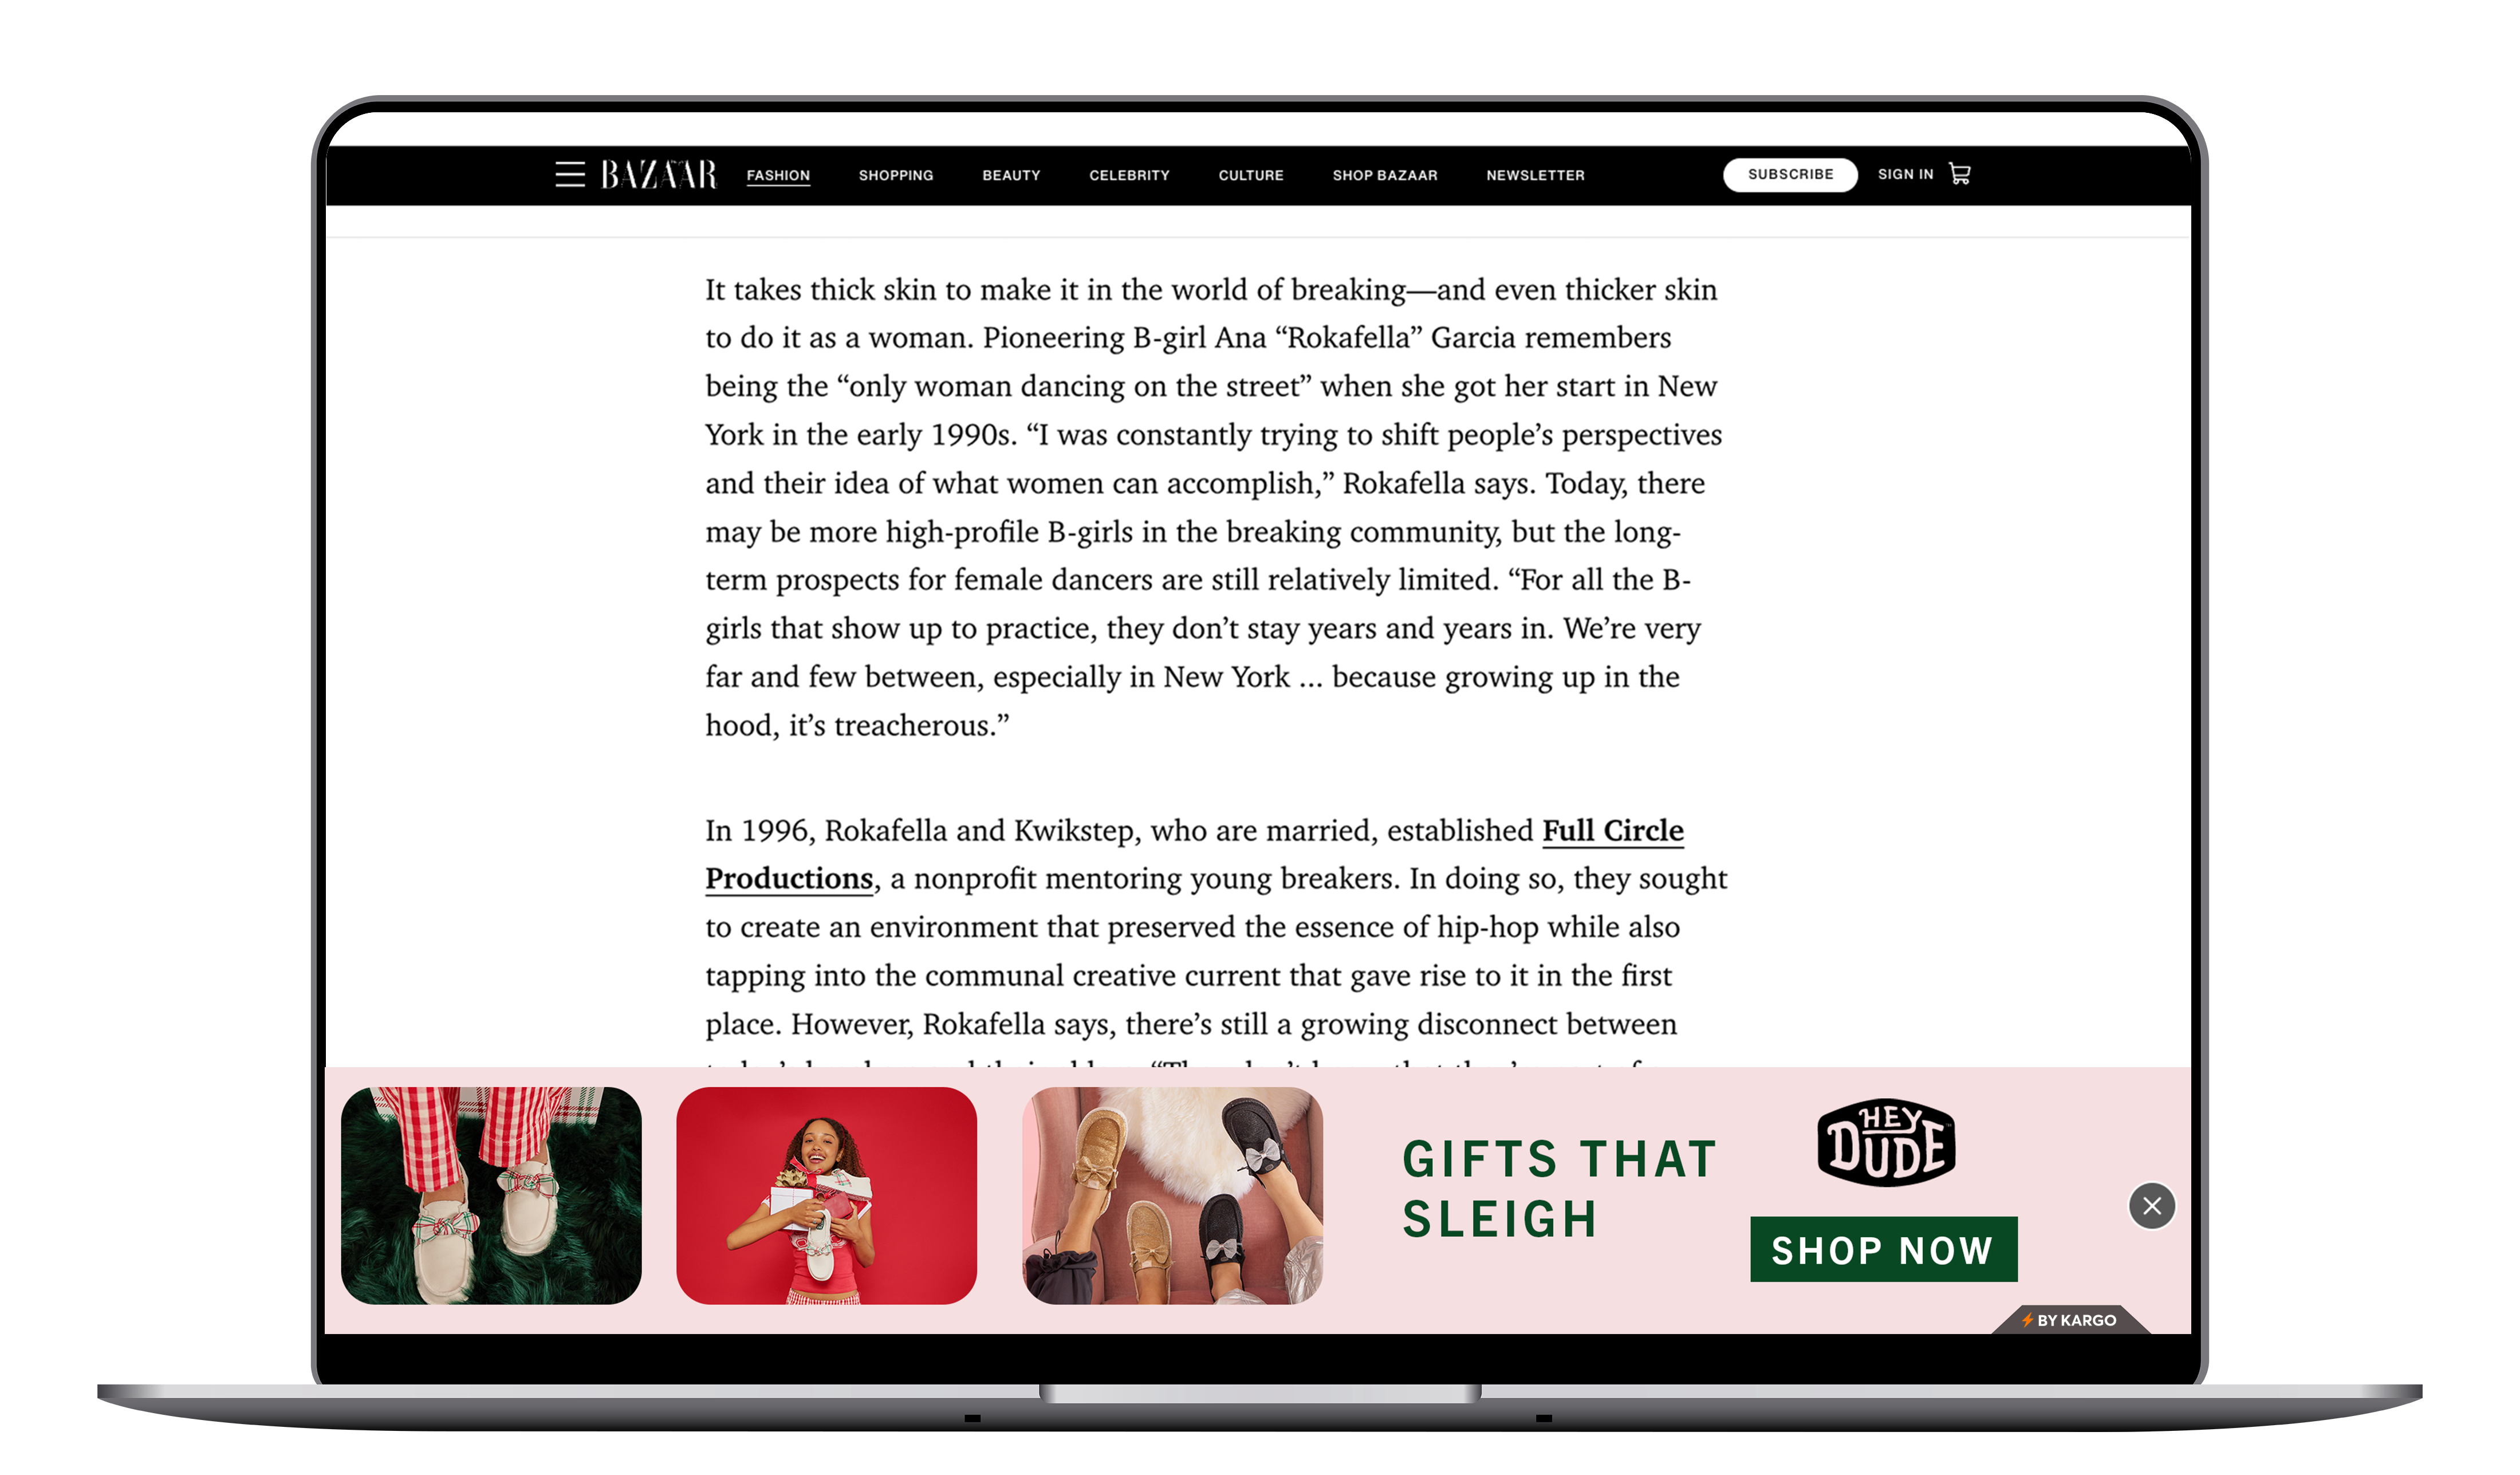 BAZAAR FASHION SHOPPING BEAUTY CELEBRITY CULTURE SHOP BAZAAR NEWSLETTER SUBSCRIBE SIGN IN
It takes thick skin to make it in the world of breaking—and even thicker skin
to do it as a woman. Pioneering B-girl Ana “Rokafella” Garcia remembers
being the “only woman dancing on the street” when she got her start in New
York in the early 1990s. “I was constantly trying to shift people’s perspectives
and their idea of what women can accomplish,” Rokafella says. Today, there
may be more high-profile B-girls in the breaking community, but the long-
term prospects for female dancers are still relatively limited. “For all the B-
girls that show up to practice, they don’t stay years and years in. We’re very
far and few between, especially in New York ... because growing up in the
hood, it’s treacherous.”
In 1996, Rokafella and Kwikstep, who are married, established Full Circle
Productions, a nonprofit mentoring young breakers. In doing so, they sought
to create an environment that preserved the essence of hip-hop while also
tapping into the communal creative current that gave rise to it in the first
place. However, Rokafella says, there’s still a growing disconnect between
GIFTS THAT
SLEIGH
HEY
DUDE
SHOP NOW
BY KARGO